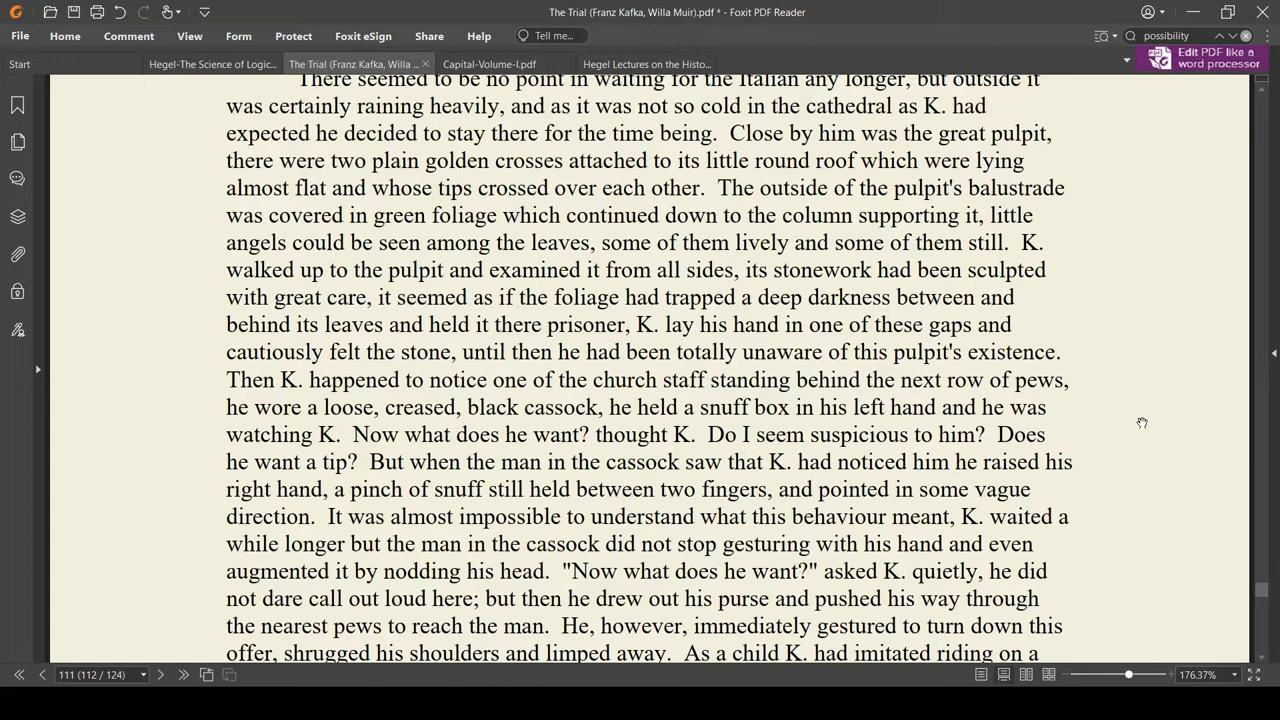 The Trial (Franz Kafka, Willa Muir).pdf * - Foxit PDF Reader
File Home Comment View Form Protect Foxit eSign Share Help Tell me... possibility
Start Hegel-The Science of Logic... The Trial (Franz Kafka, Willa ... Capital-Volume-I.pdf Hegel Lectures on the Histo...
Edit PDF like a
word processor
There seemed to be no point in waiting for the Italian any longer, but outside it
was certainly raining heavily, and as it was not so cold in the cathedral as K. had
expected he decided to stay there for the time being.  Close by him was the great pulpit,
there were two plain golden crosses attached to its little round roof which were lying
almost flat and whose tips crossed over each other.  The outside of the pulpit's balustrade
was covered in green foliage which continued down to the column supporting it, little
angels could be seen among the leaves, some of them lively and some of them still.  K.
walked up to the pulpit and examined it from all sides, its stonework had been sculpted
with great care, it seemed as if the foliage had trapped a deep darkness between and
behind its leaves and held it there prisoner, K. lay his hand in one of these gaps and
cautiously felt the stone, until then he had been totally unaware of this pulpit's existence.
Then K. happened to notice one of the church staff standing behind the next row of pews,
he wore a loose, creased, black cassock, he held a snuff box in his left hand and he was
watching K.  Now what does he want? thought K.  Do I seem suspicious to him?  Does
he want a tip?  But when the man in the cassock saw that K. had noticed him he raised his
right hand, a pinch of snuff still held between two fingers, and pointed in some vague
direction.  It was almost impossible to understand what this behaviour meant, K. waited a
while longer but the man in the cassock did not stop gesturing with his hand and even
augmented it by nodding his head.  "Now what does he want?" asked K. quietly, he did
not dare call out loud here; but then he drew out his purse and pushed his way through
the nearest pews to reach the man.  He, however, immediately gestured to turn down this
offer, shrugged his shoulders and limped away.  As a child K. had imitated riding on a
111 (112 / 124) 176.37%